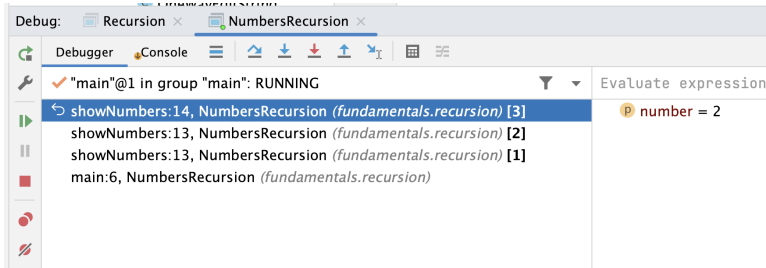 Debug: Recursion × NumbersRecursion ×
Debugger Console
"main"@1 in group "main": RUNNING
Evaluate expression
showNumbers:14, NumbersRecursion (fundamentals.recursion) [3]
number = 2
showNumbers:13, NumbersRecursion (fundamentals.recursion) [2]
showNumbers:13, NumbersRecursion (fundamentals.recursion) [1]
main:6, NumbersRecursion (fundamentals.recursion)